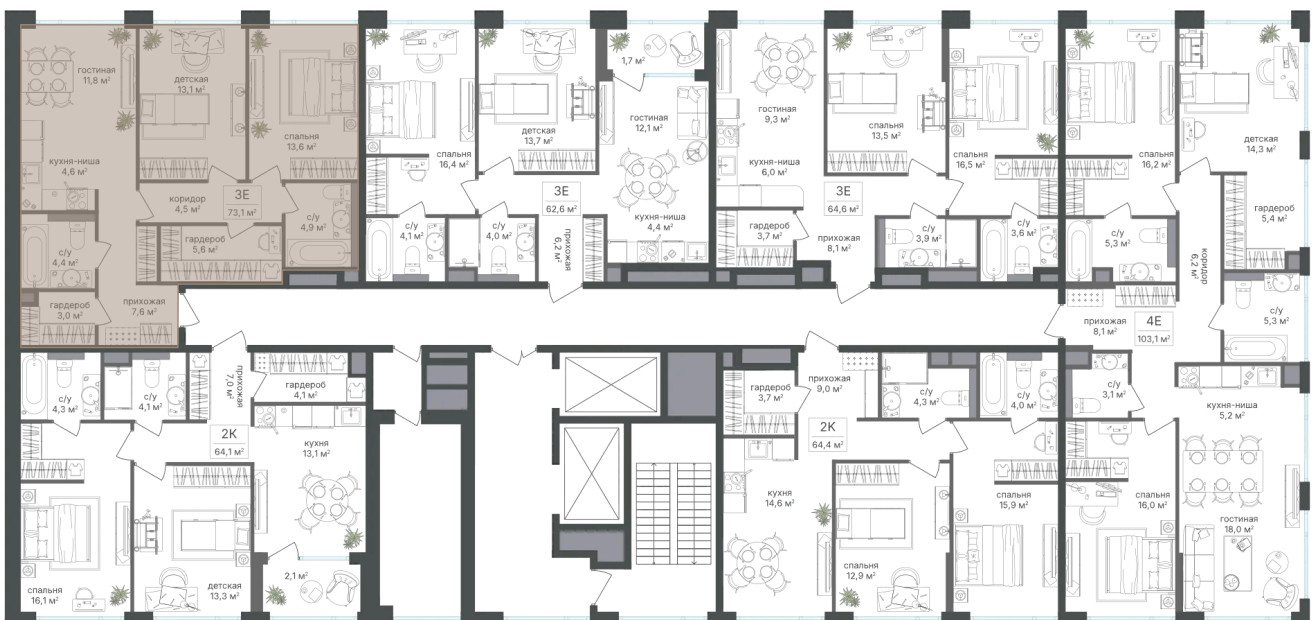 гостиная
11,8 м²
кухня-ниша
4,6 м²
с/у
4,4 м²
гардероб
3,0 м²
прихожая
7,6 м²
детская
13,1 м²
коридор
4,5 м²
3Е
73,1 м²
гардероб
5,6 м²
спальня
13,6 м²
с/у
4,9 м²
спальня
16,4 м²
с/у
4,1 м²
детская
13,7 м²
с/у
4,0 м²
3Е
62,6 м²
прихожая
6,2 м²
1,7 м²
гостиная
12,1 м²
кухня-ниша
4,4 м²
гостиная
9,3 м²
кухня-ниша
6,0 м²
гардероб
3,7 м²
3Е
64,6 м²
прихожая
8,1 м²
спальня
13,5 м²
с/у
3,9 м²
спальня
16,5 м²
с/у
3,6 м²
спальня
16,2 м²
с/у
5,3 м²
детская
14,3 м²
гардероб
5,4 м²
коридор
6,2 м²
прихожая
8,1 м²
4Е
103,1 м²
с/у
5,3 м²
с/у
3,1 м²
кухня-ниша
5,2 м²
спальня
16,0 м²
гостиная
18,0 м²
с/у
4,3 м²
с/у
4,1 м²
прихожая
7,0 м²
гардероб
4,1 м²
2К
64,1 м²
кухня
13,1 м²
спальня
16,1 м²
детская
13,3 м²
2,1 м²
гардероб
3,7 м²
прихожая
9,0 м²
с/у
4,3 м²
с/у
4,0 м²
2К
64,4 м²
кухня
14,6 м²
спальня
12,9 м²
спальня
15,9 м²